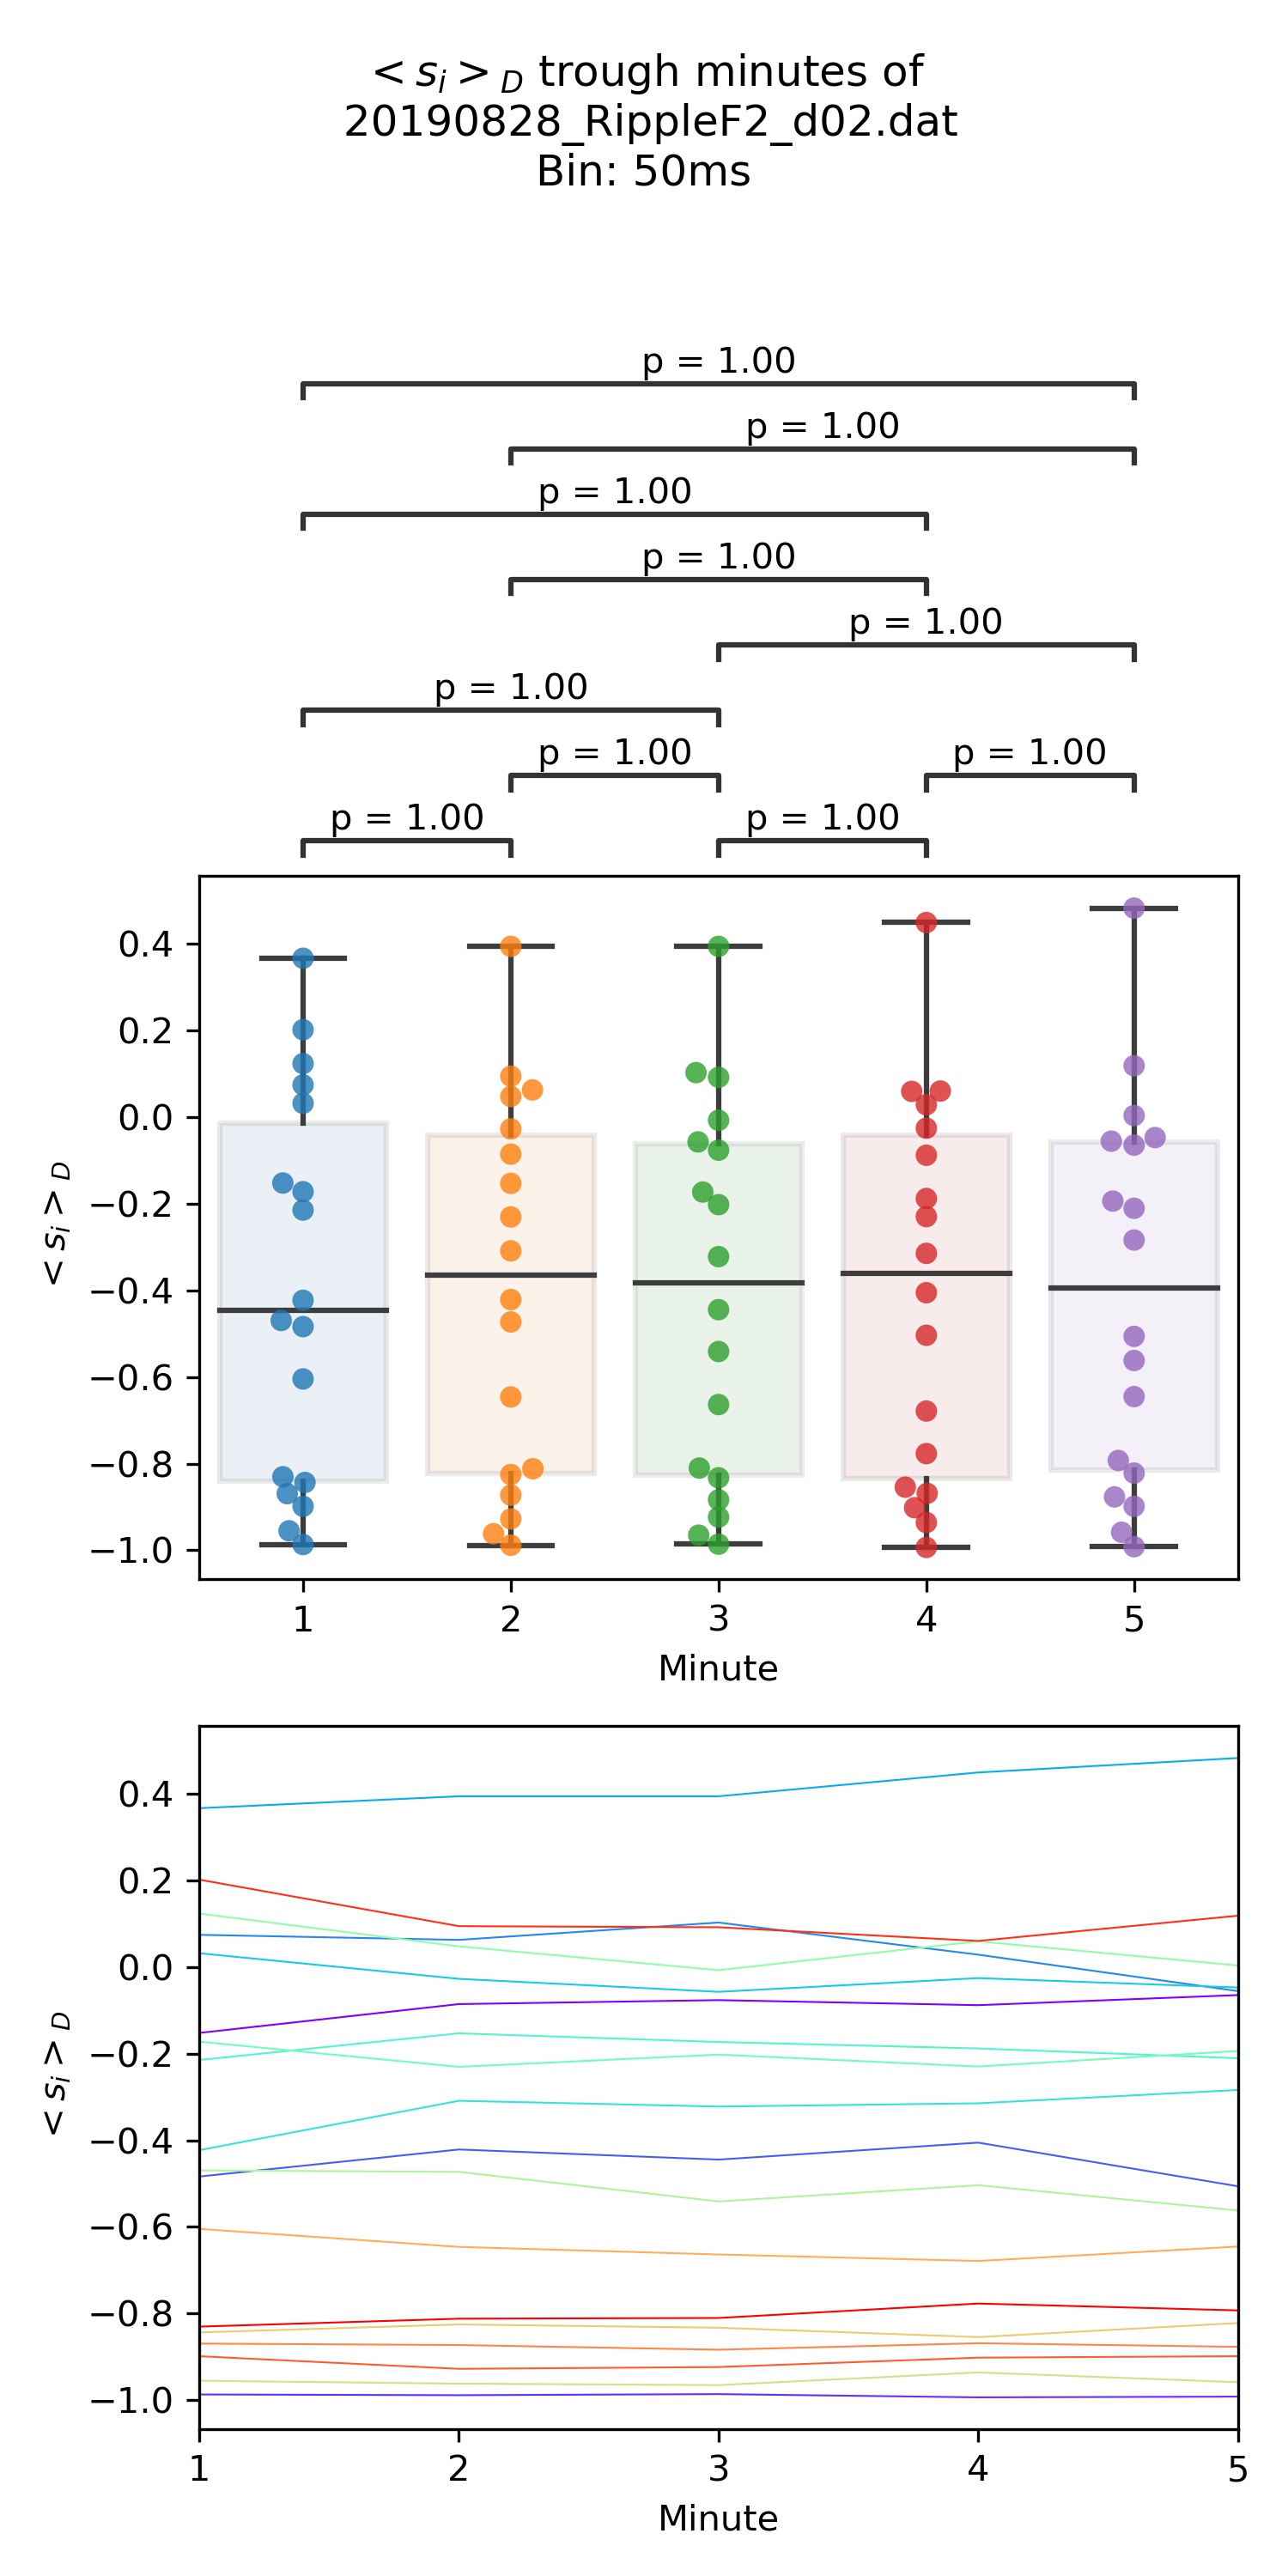 < s_i >_D trough minutes of
20190828_RippleF2_d02.dat
Bin: 50ms
p = 1.00
p = 1.00
p = 1.00
p = 1.00
p = 1.00
p = 1.00
p = 1.00 p = 1.00
p = 1.00 p = 1.00
< s_i >_D
0.4
0.2
0.0
−0.2
−0.4
−0.6
−0.8
−1.0
1 2 3 4 5
Minute
< s_i >_D
0.4
0.2
0.0
−0.2
−0.4
−0.6
−0.8
−1.0
1 2 3 4 5
Minute